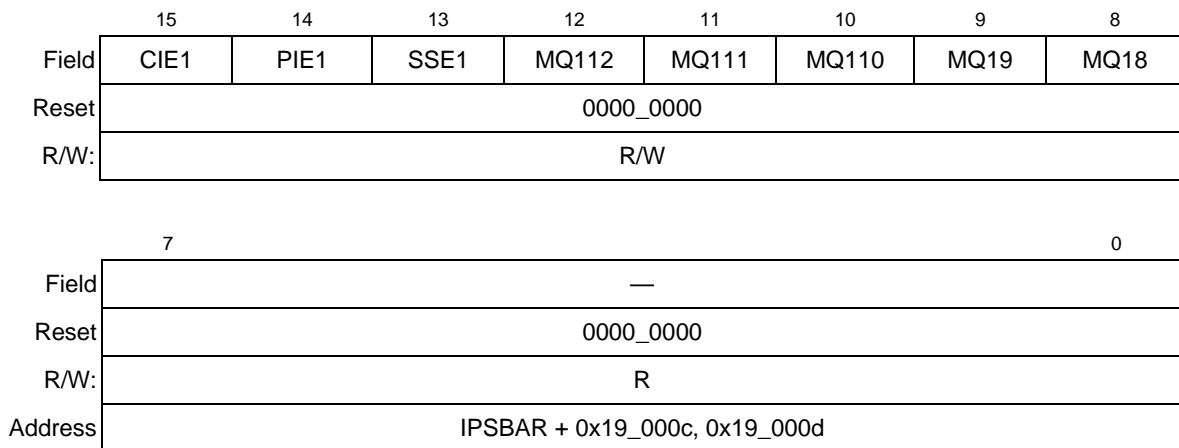 15 14 13 12 11 10 9 8
Field CIE1 PIE1 SSE1 MQ112 MQ111 MQ110 MQ19 MQ18
Reset 0000_0000
R/W: R/W
7 0
Field —
Reset 0000_0000
R/W: R
Address IPSBAR + 0x19_000c, 0x19_000d